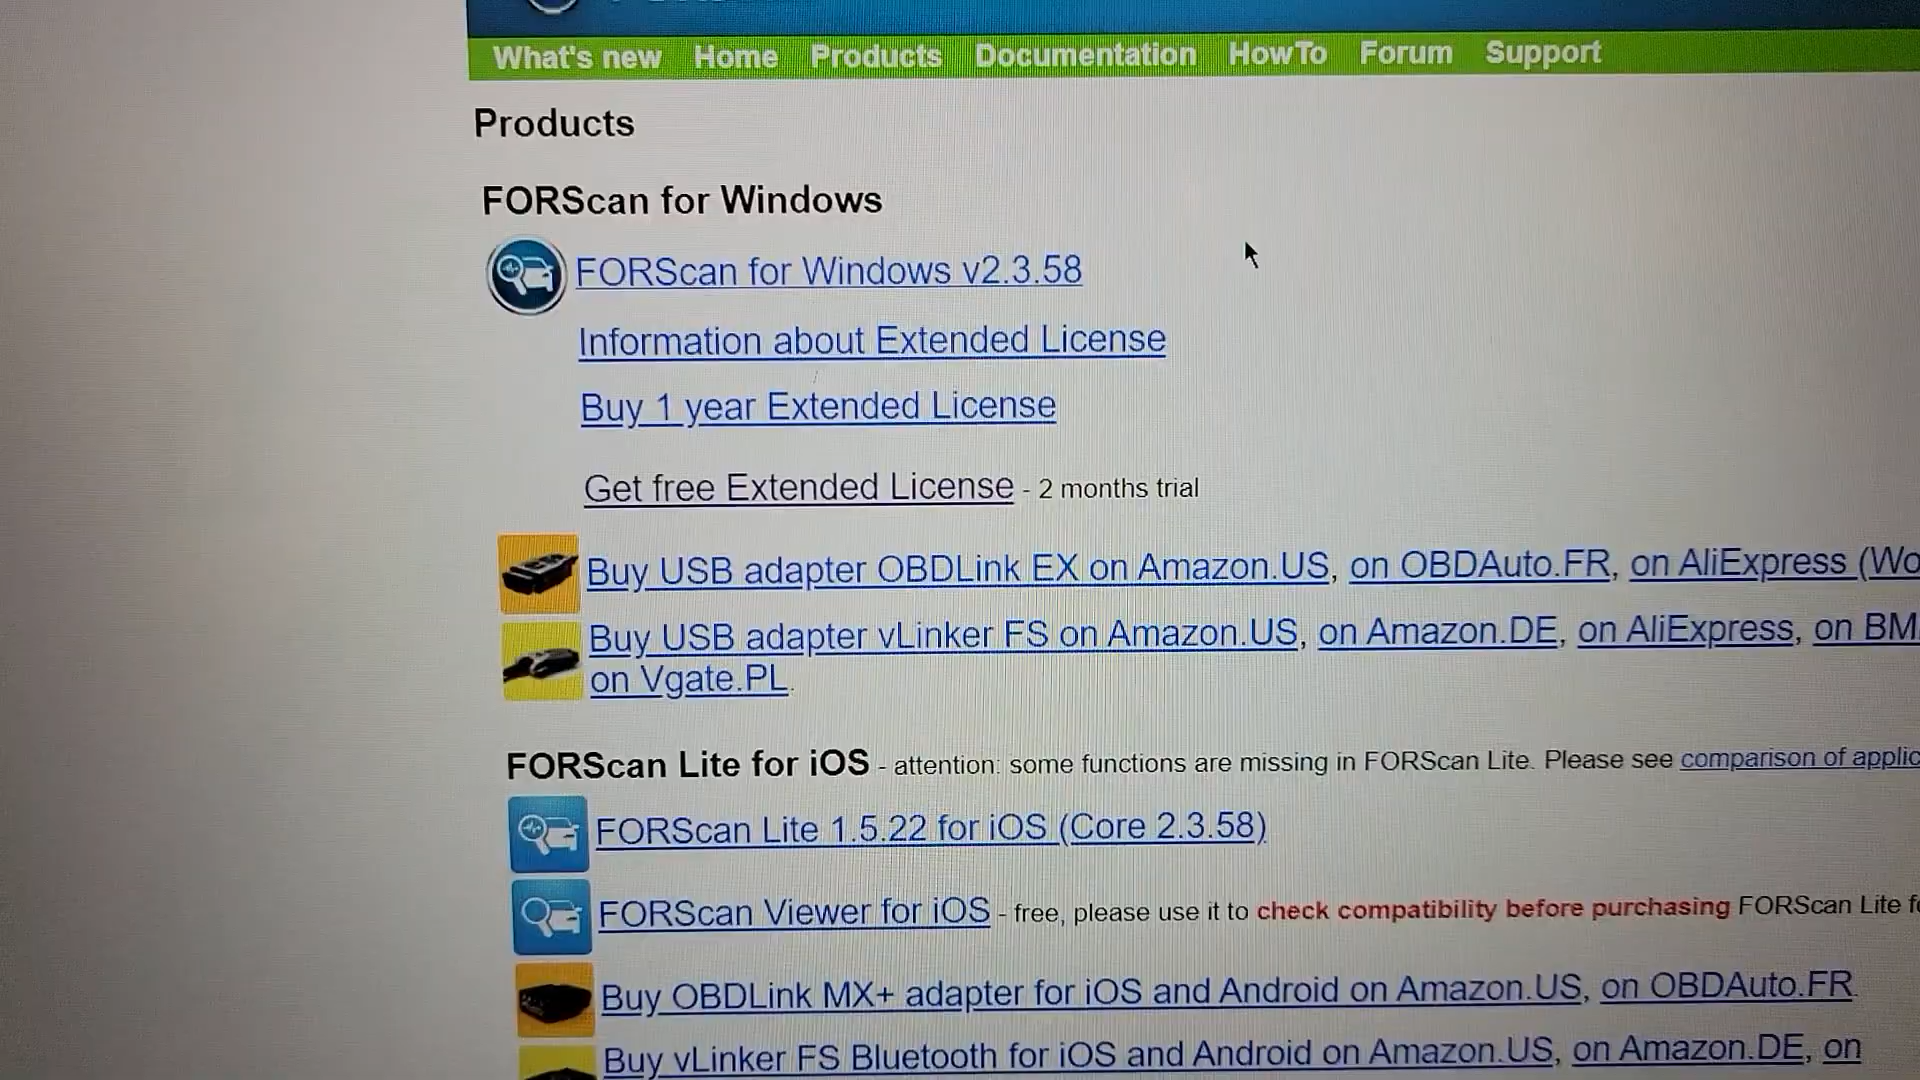 What's new Home Products Documentation HowTo Forum Support
Products
FORScan for Windows
FORScan for Windows v2.3.58
Information about Extended License
Buy 1 year Extended License
Get free Extended License - 2 months trial
Buy USB adapter OBDLink EX on Amazon.US, on OBDAuto.FR, on AliExpress (Wo
Buy USB adapter vLinker FS on Amazon.US, on Amazon.DE, on AliExpress, on BM
on Vgate.PL.
FORScan Lite for iOS - attention: some functions are missing in FORScan Lite. Please see comparison of applic
FORScan Lite 1.5.22 for iOS (Core 2.3.58)
FORScan Viewer for iOS - free, please use it to check compatibility before purchasing FORScan Lite fo
Buy OBDLink MX+ adapter for iOS and Android on Amazon.US, on OBDAuto.FR.
Buy vLinker FS Bluetooth for iOS and Android on Amazon.US, on Amazon.DE, on